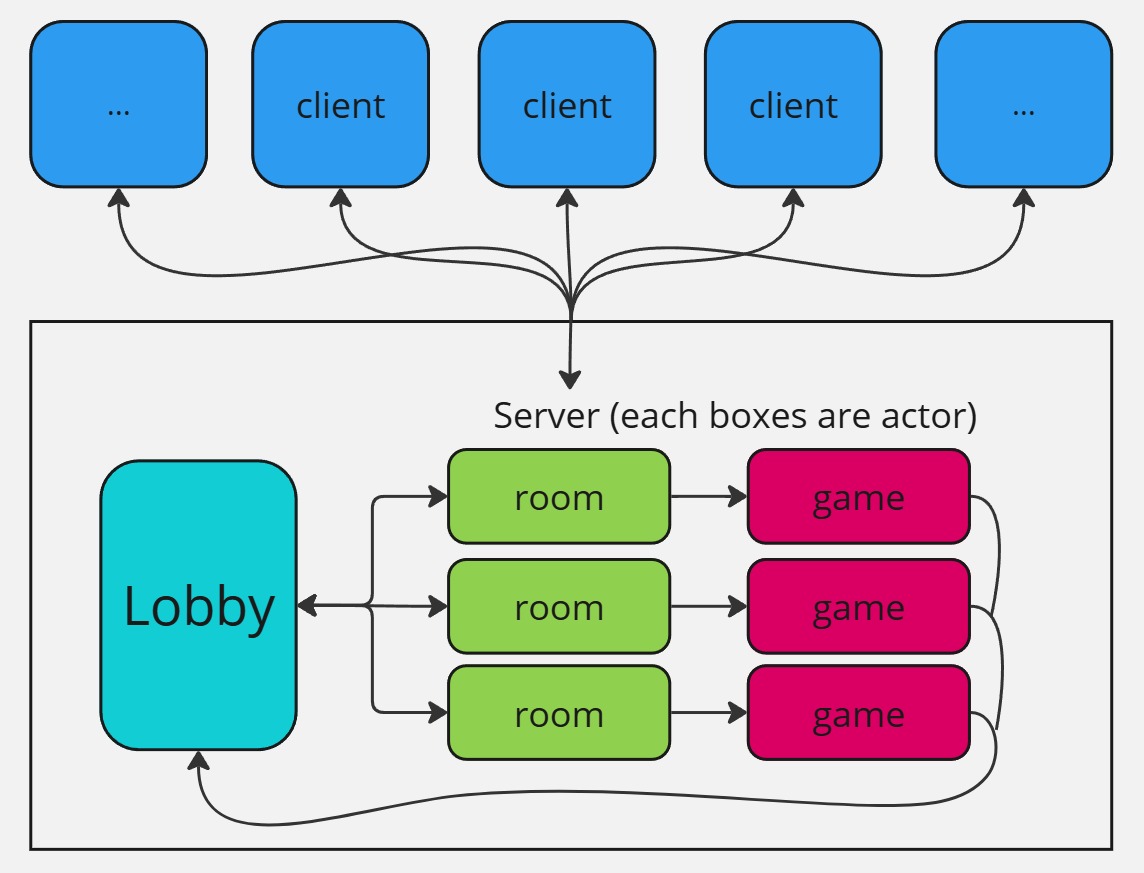 ...
client
client
client
...
Server (each boxes are actor)
Lobby
room
game
room
game
room
game